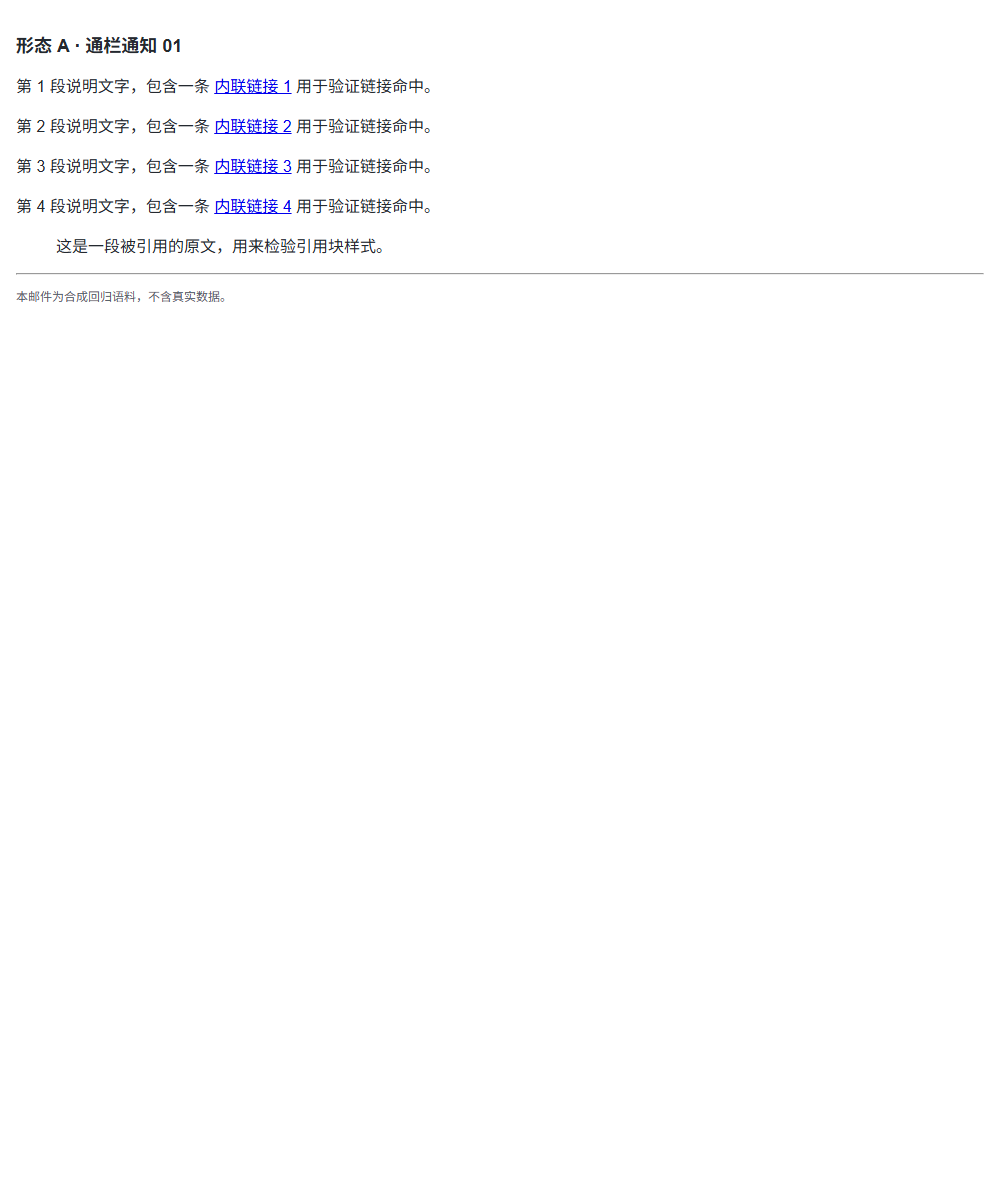 形态 A · 通栏通知 01
第 1 段说明文字，包含一条 内联链接 1 用于验证链接命中。
第 2 段说明文字，包含一条 内联链接 2 用于验证链接命中。
第 3 段说明文字，包含一条 内联链接 3 用于验证链接命中。
第 4 段说明文字，包含一条 内联链接 4 用于验证链接命中。
这是一段被引用的原文，用来检验引用块样式。
本邮件为合成回归语料，不含真实数据。